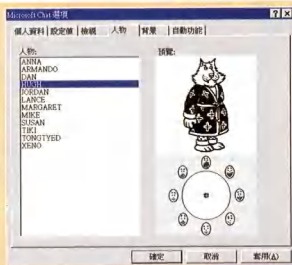 Microsoft Chat 選項
個人資料 設定值 檢視 人物 背景 自動功能
人物:
預覽:
ANNA
ARMANDO
DAN
HUGH
JORDAN
LANCE
MARGARET
MIKE
SUSAN
TIKI
TONGTYED
XENO
確定 取消 套用(A)